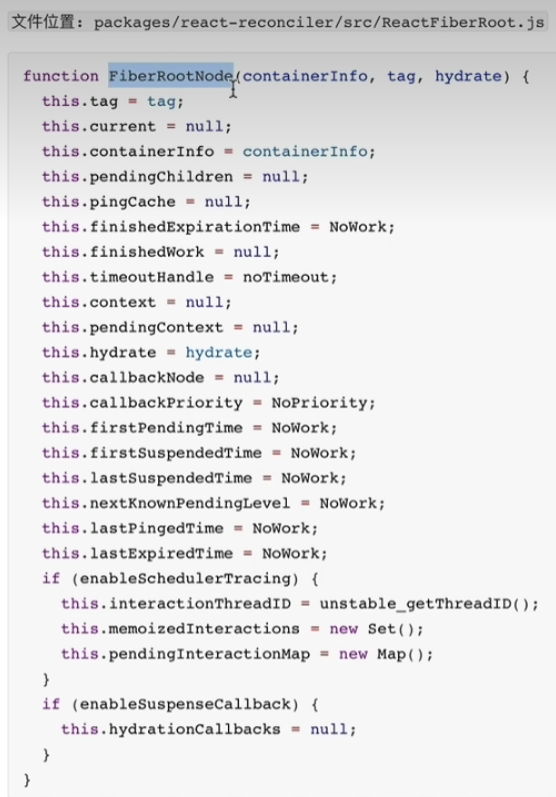 文件位置: packages/react-reconciler/src/ReactFiberRoot.js
function FiberRootNode(containerInfo, tag, hydrate) {
  this.tag = tag;
  this.current = null;
  this.containerInfo = containerInfo;
  this.pendingChildren = null;
  this.pingCache = null;
  this.finishedExpirationTime = NoWork;
  this.finishedWork = null;
  this.timeoutHandle = noTimeout;
  this.context = null;
  this.pendingContext = null;
  this.hydrate = hydrate;
  this.callbackNode = null;
  this.callbackPriority = NoPriority;
  this.firstPendingTime = NoWork;
  this.firstSuspendedTime = NoWork;
  this.lastSuspendedTime = NoWork;
  this.nextKnownPendingLevel = NoWork;
  this.lastPingedTime = NoWork;
  this.lastExpiredTime = NoWork;
  if (enableSchedulerTracing) {
    this.interactionThreadID = unstable_getThreadID();
    this.memoizedInteractions = new Set();
    this.pendingInteractionMap = new Map();
  }
  if (enableSuspenseCallback) {
    this.hydrationCallbacks = null;
  }
}